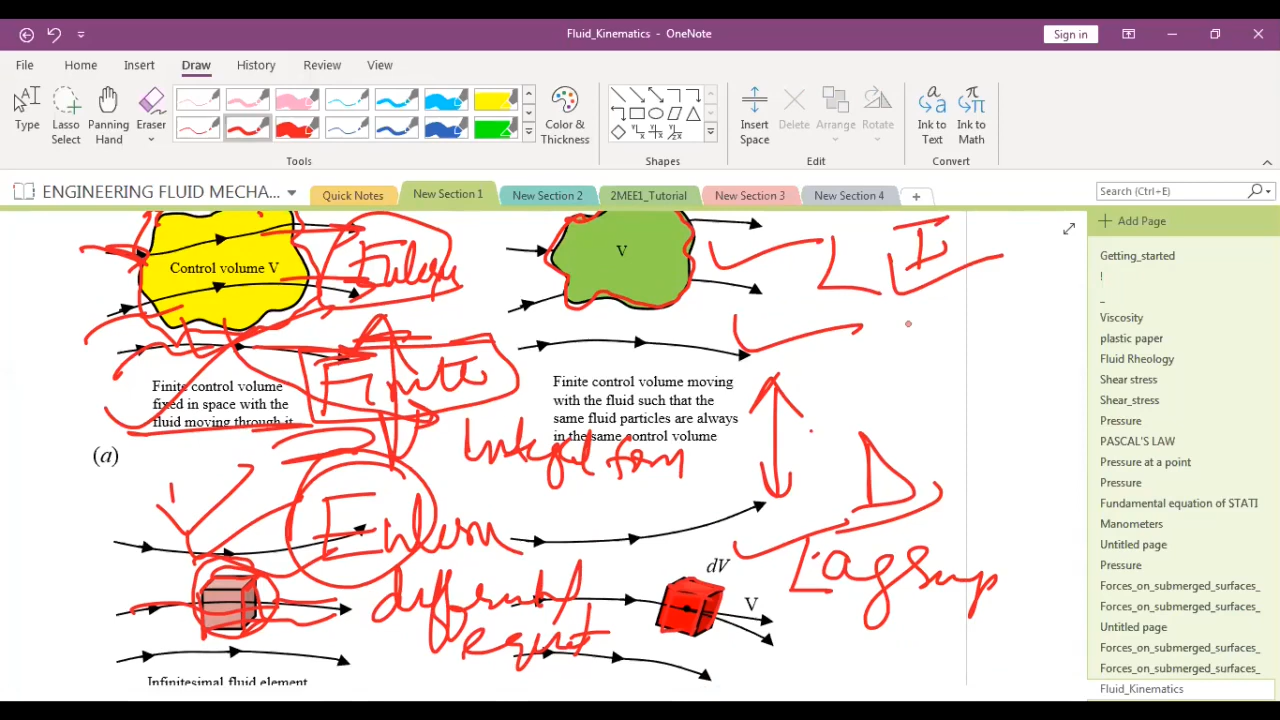 Fluid_Kinematics - OneNote
Sign in
File Home Insert Draw History Review View
Type
Lasso Select
Panning Hand
Eraser
Color & Thickness
Insert Space
Delete
Arrange
Rotate
Ink to Text
Ink to Math
Tools
Shapes
Edit
Convert
ENGINEERING FLUID MECHA...
Quick Notes
New Section 1
New Section 2
2MEE1_Tutorial
New Section 3
New Section 4
Search (Ctrl+E)
Add Page
Getting_started
!
_
Viscosity
plastic paper
Fluid Rheology
Shear stress
Shear_stress
Pressure
PASCAL'S LAW
Pressure at a point
Pressure
Fundamental equation of STATI
Manometers
Untitled page
Pressure
Forces_on_submerged_surfaces_
Forces_on_submerged_surfaces_
Untitled page
Forces_on_submerged_surfaces_
Forces_on_submerged_surfaces_
Fluid_Kinematics
Control volume V
V
L I
Finite
Finite control volume
fixed in space with the
fluid moving through it
Finite control volume moving
with the fluid such that the
same fluid particles are always
in the same control volume
Integral form
(a)
D
Eulerian
dV
V
differential
Infinitesimal fluid element